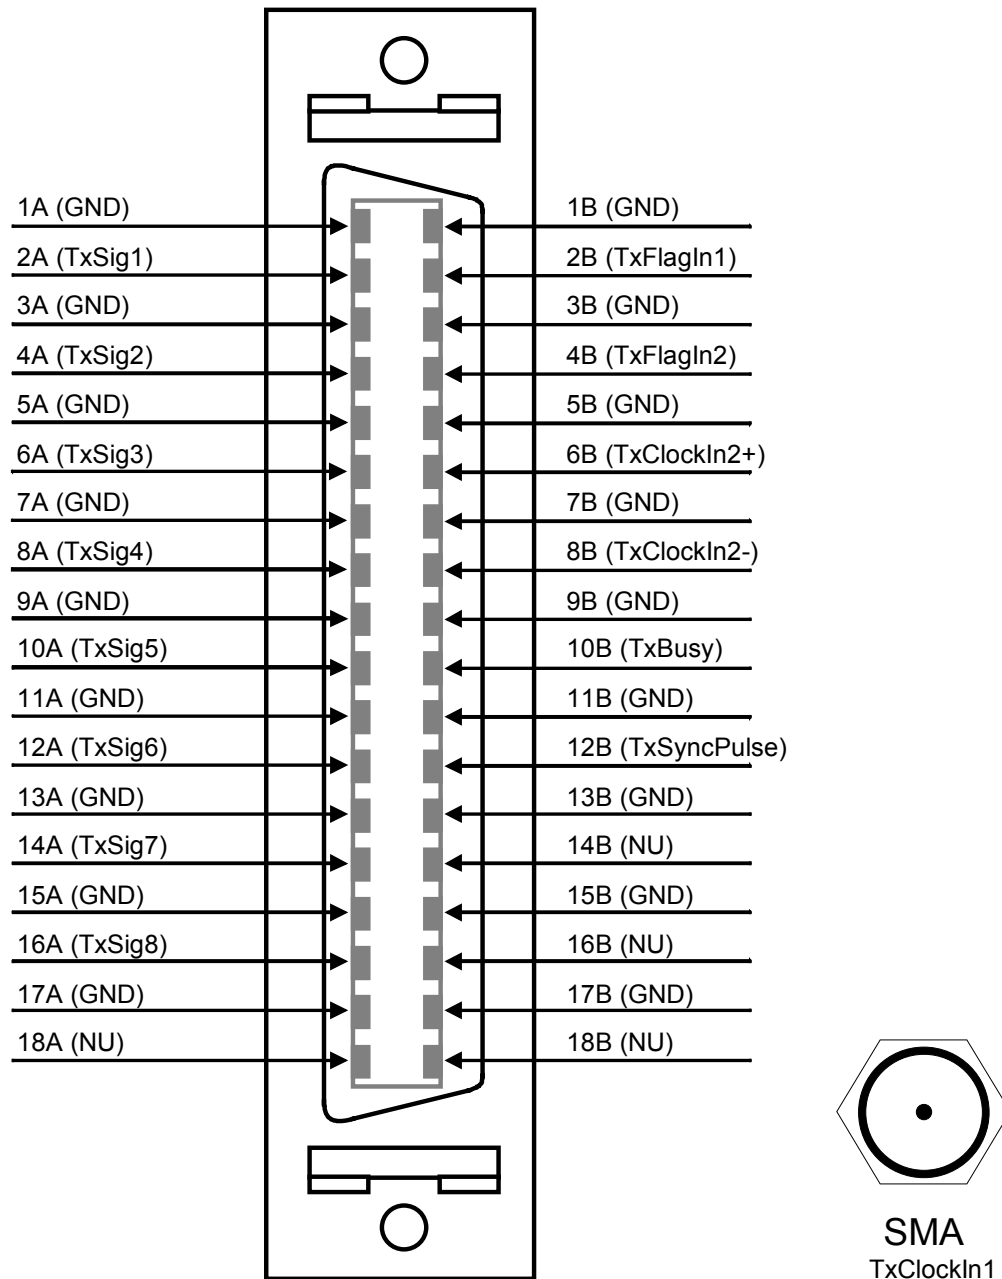 1A (GND)
1B (GND)
2A (TxSig1)
2B (TxFlagIn1)
3A (GND)
3B (GND)
4A (TxSig2)
4B (TxFlagIn2)
5A (GND)
5B (GND)
6A (TxSig3)
6B (TxClockIn2+)
7A (GND)
7B (GND)
8A (TxSig4)
8B (TxClockIn2-)
9A (GND)
9B (GND)
10A (TxSig5)
10B (TxBusy)
11A (GND)
11B (GND)
12A (TxSig6)
12B (TxSyncPulse)
13A (GND)
13B (GND)
14A (TxSig7)
14B (NU)
15A (GND)
15B (GND)
16A (TxSig8)
16B (NU)
17A (GND)
17B (GND)
18A (NU)
18B (NU)
SMA
TxClockIn1